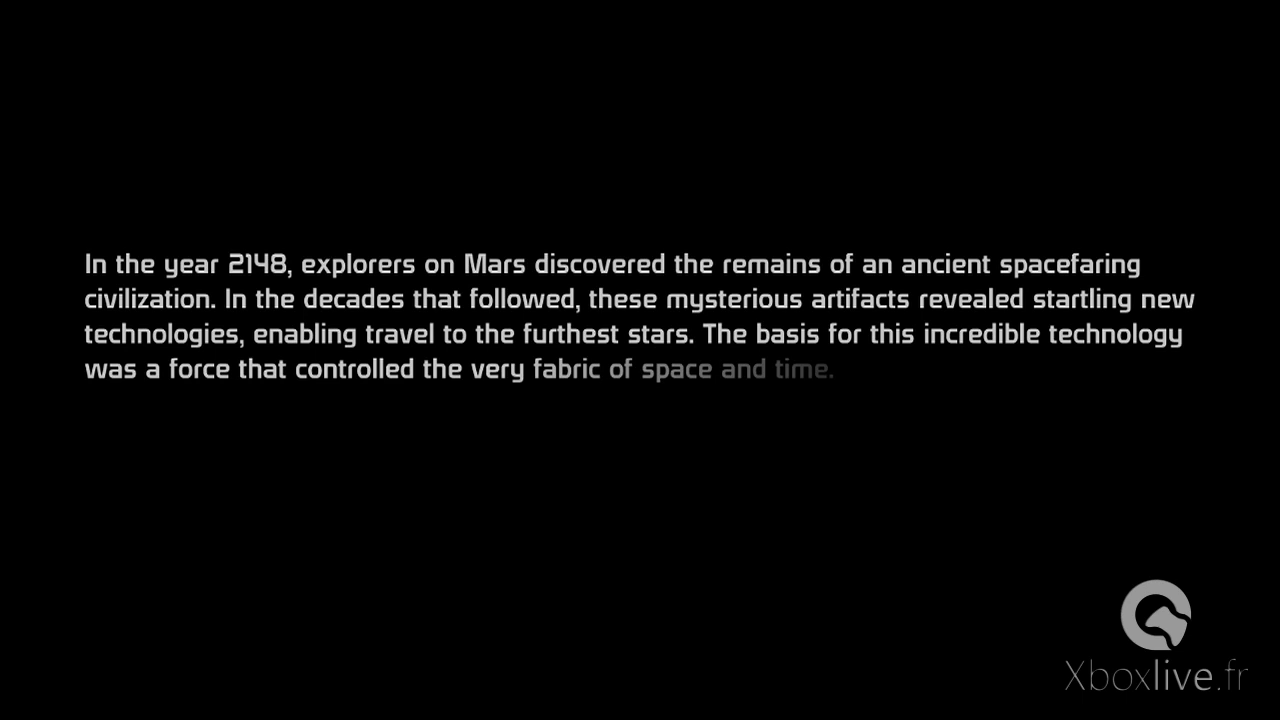 In the year 2148, explorers on Mars discovered the remains of an ancient spacefaring
civilization. In the decades that followed, these mysterious artifacts revealed startling new
technologies, enabling travel to the furthest stars. The basis for this incredible technology
was a force that controlled the very fabric of space and time.
Xboxlive.fr